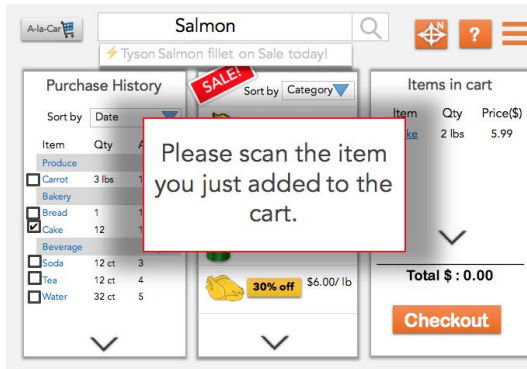 A-la-Car
Salmon
?
Tyson Salmon fillet on Sale today!
Purchase History
Sort by Date
Item Qty A
Produce
Carrot 3 lbs 1
Bakery
Bread 1 1
Cake 12 1
Beverage
Soda 12 ct 3
Tea 12 ct 4
Water 32 ct 5
SALE!
Sort by Category
30% off $6.00/ lb
Please scan the item
you just added to the
cart.
Items in cart
Item Qty Price($)
2 lbs 5.99
Total $ : 0.00
Checkout